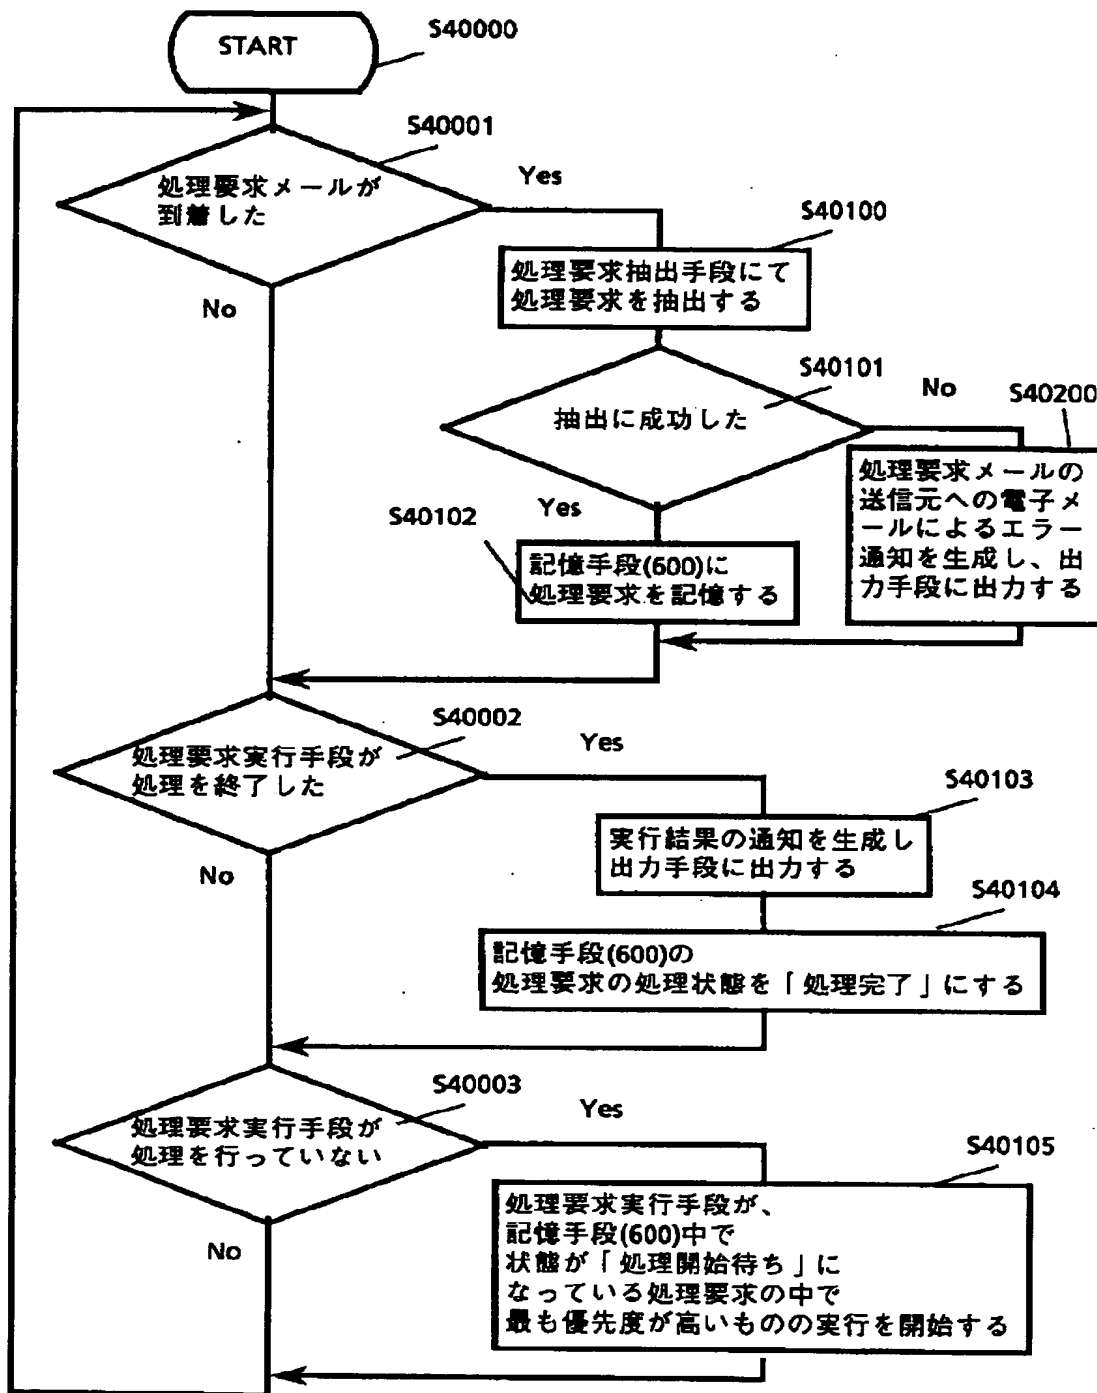 START
S40000
S40001
処理要求メールが
到着した
Yes
No
S40100
処理要求抽出手段にて
処理要求を抽出する
S40101
抽出に成功した
No
S40200
処理要求メールの
送信元への電子メ
ールによるエラー
通知を生成し、出
力手段に出力する
Yes
S40102
記憶手段(600)に
処理要求を記憶する
S40002
処理要求実行手段が
処理を終了した
Yes
No
S40103
実行結果の通知を生成し
出力手段に出力する
S40104
記憶手段(600)の
処理要求の処理状態を「処理完了」にする
S40003
処理要求実行手段が
処理を行っていない
Yes
No
S40105
処理要求実行手段が、
記憶手段(600)中で
状態が「処理開始待ち」に
なっている処理要求の中で
最も優先度が高いものの実行を開始する